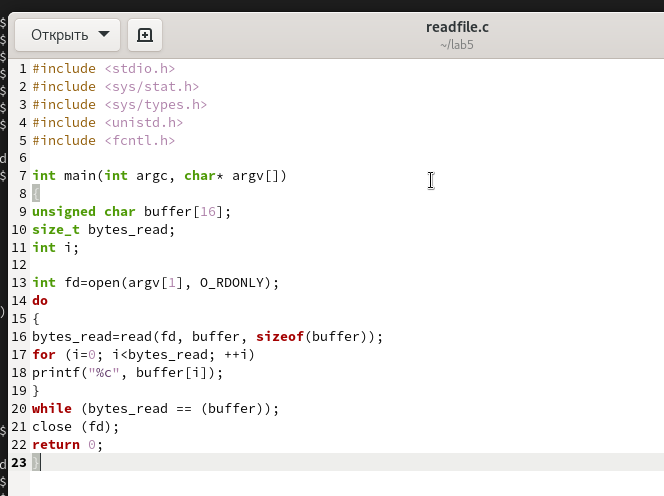 Открыть
readfile.c
~/lab5
1 #include <stdio.h>
2 #include <sys/stat.h>
3 #include <sys/types.h>
4 #include <unistd.h>
5 #include <fcntl.h>
6
7 int main(int argc, char* argv[])
8 {
9 unsigned char buffer[16];
10 size_t bytes_read;
11 int i;
12
13 int fd=open(argv[1], O_RDONLY);
14 do
15 {
16 bytes_read=read(fd, buffer, sizeof(buffer));
17 for (i=0; i<bytes_read; ++i)
18 printf("%c", buffer[i]);
19 }
20 while (bytes_read == (buffer));
21 close (fd);
22 return 0;
23 }